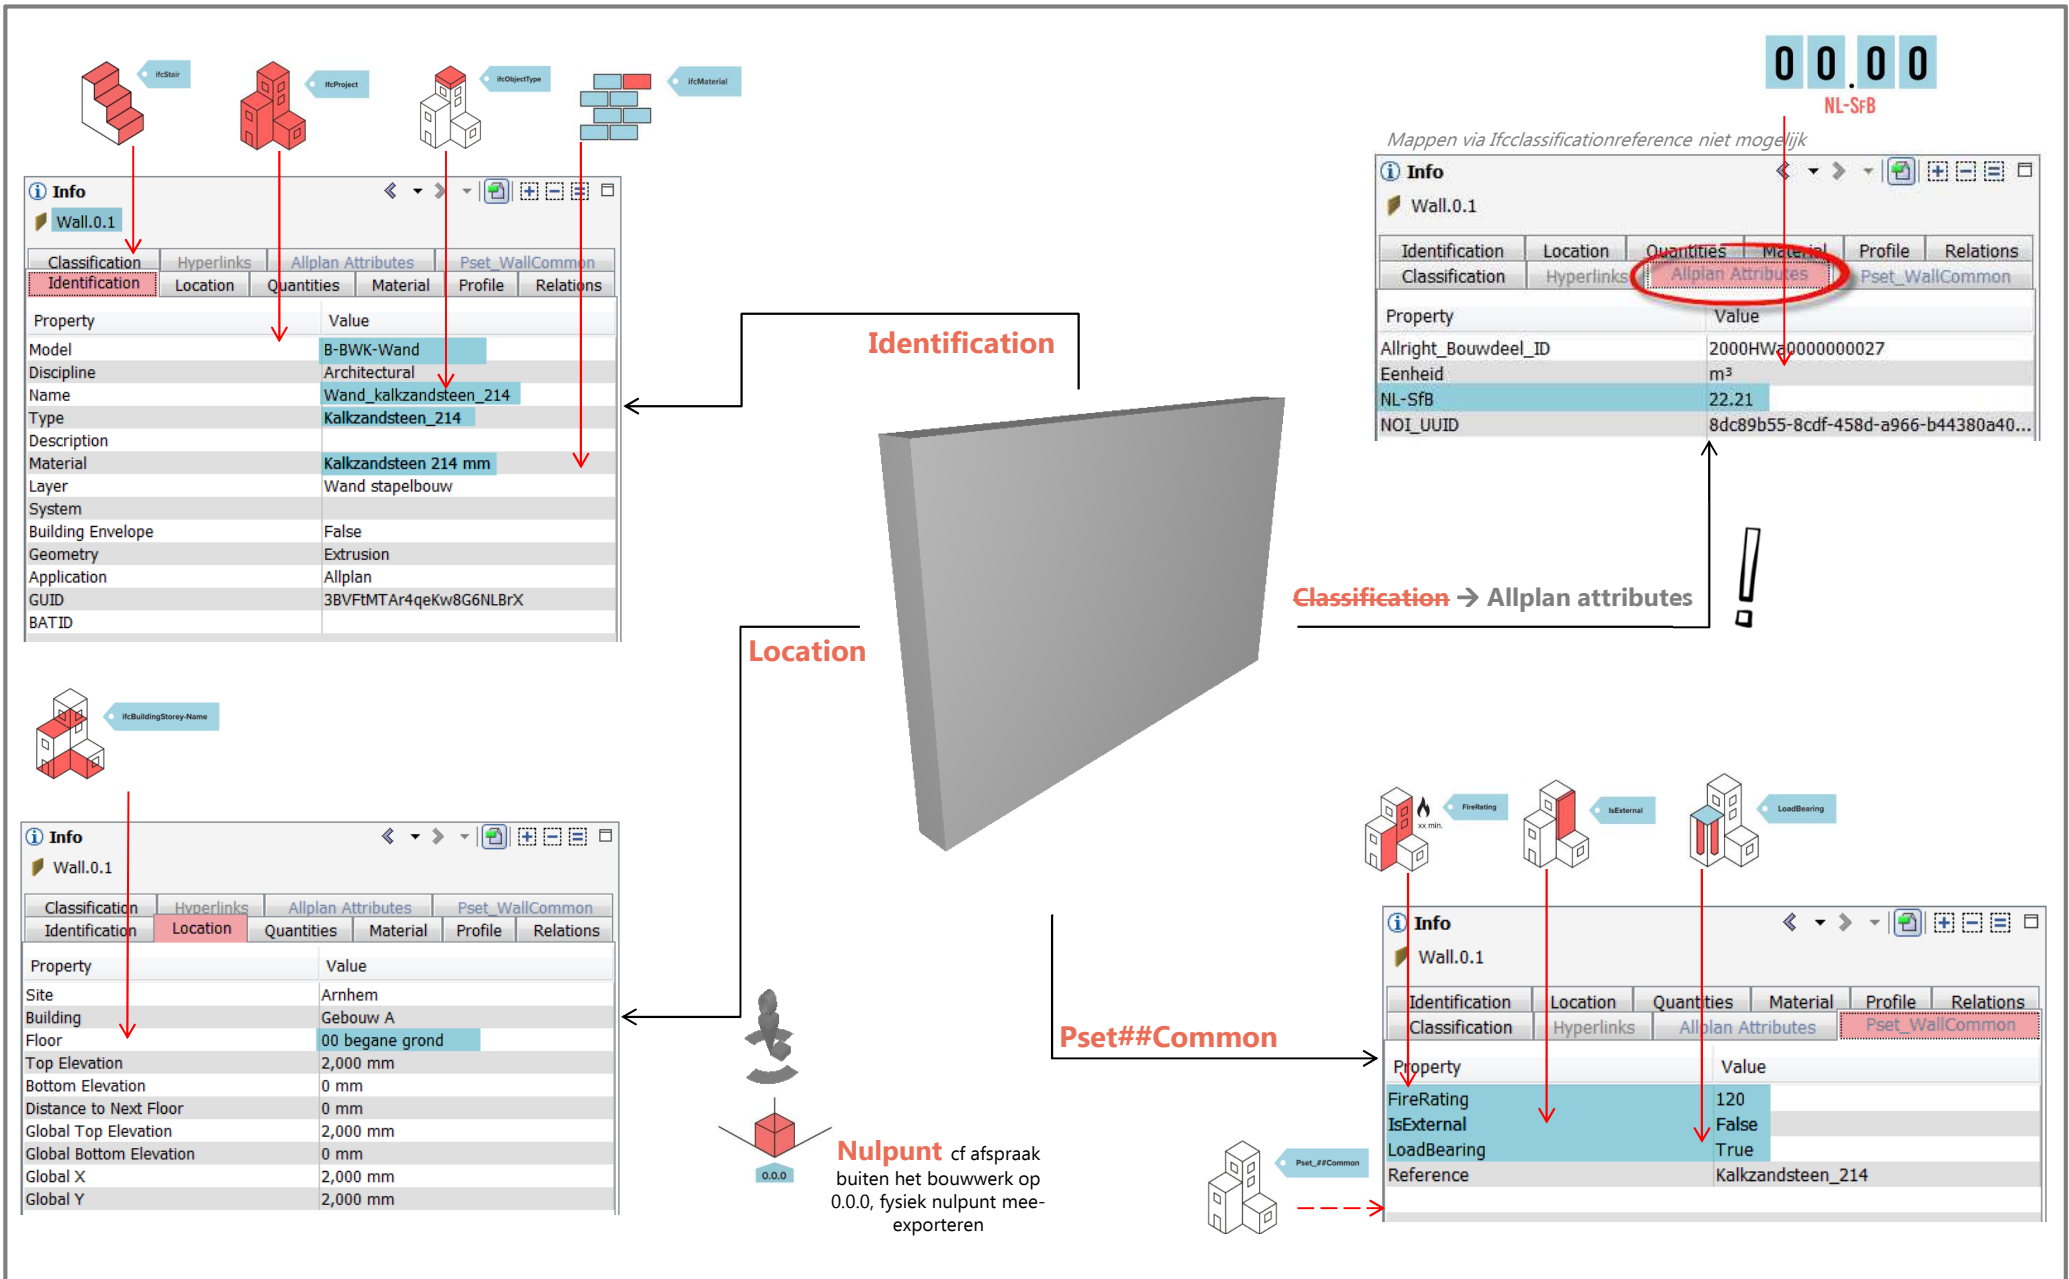 ifcStair
IfcProject
ifcObjectType
ifcMaterial
Info
Wall.0.1
Classification Hyperlinks Allplan Attributes Pset_WallCommon
Identification Location Quantities Material Profile Relations
Property Value
Model B-BWK-Wand
Discipline Architectural
Name Wand_kalkzandsteen_214
Type Kalkzandsteen_214
Description
Material Kalkzandsteen 214 mm
Layer Wand stapelbouw
System
Building Envelope False
Geometry Extrusion
Application Allplan
GUID 3BVFtMTAr4qeKw8G6NLBrX
BATID
Identification
00.00
NL-SfB
Mappen via Ifcclassificationreference niet mogelijk
Info
Wall.0.1
Identification Location Quantities Material Profile Relations
Classification Hyperlinks Allplan Attributes Pset_WallCommon
Property Value
Allright_Bouwdeel_ID 2000HWa0000000027
Eenheid m³
NL-SfB 22.21
NOI_UUID 8dc89b55-8cdf-458d-a966-b44380a40...
Classification → Allplan attributes
!
Location
ifcBuildingStorey-Name
Info
Wall.0.1
Classification Hyperlinks Allplan Attributes Pset_WallCommon
Identification Location Quantities Material Profile Relations
Property Value
Site Arnhem
Building Gebouw A
Floor 00 begane grond
Top Elevation 2,000 mm
Bottom Elevation 0 mm
Distance to Next Floor 0 mm
Global Top Elevation 2,000 mm
Global Bottom Elevation 0 mm
Global X 2,000 mm
Global Y 2,000 mm
0.0.0
Nulpunt cf afspraak
buiten het bouwwerk op
0.0.0, fysiek nulpunt mee-
exporteren
Pset##Common
xx min.
FireRating
IsExternal
LoadBearing
Info
Wall.0.1
Identification Location Quantities Material Profile Relations
Classification Hyperlinks Allplan Attributes Pset_WallCommon
Property Value
FireRating 120
IsExternal False
LoadBearing True
Reference Kalkzandsteen_214
Pset_##Common